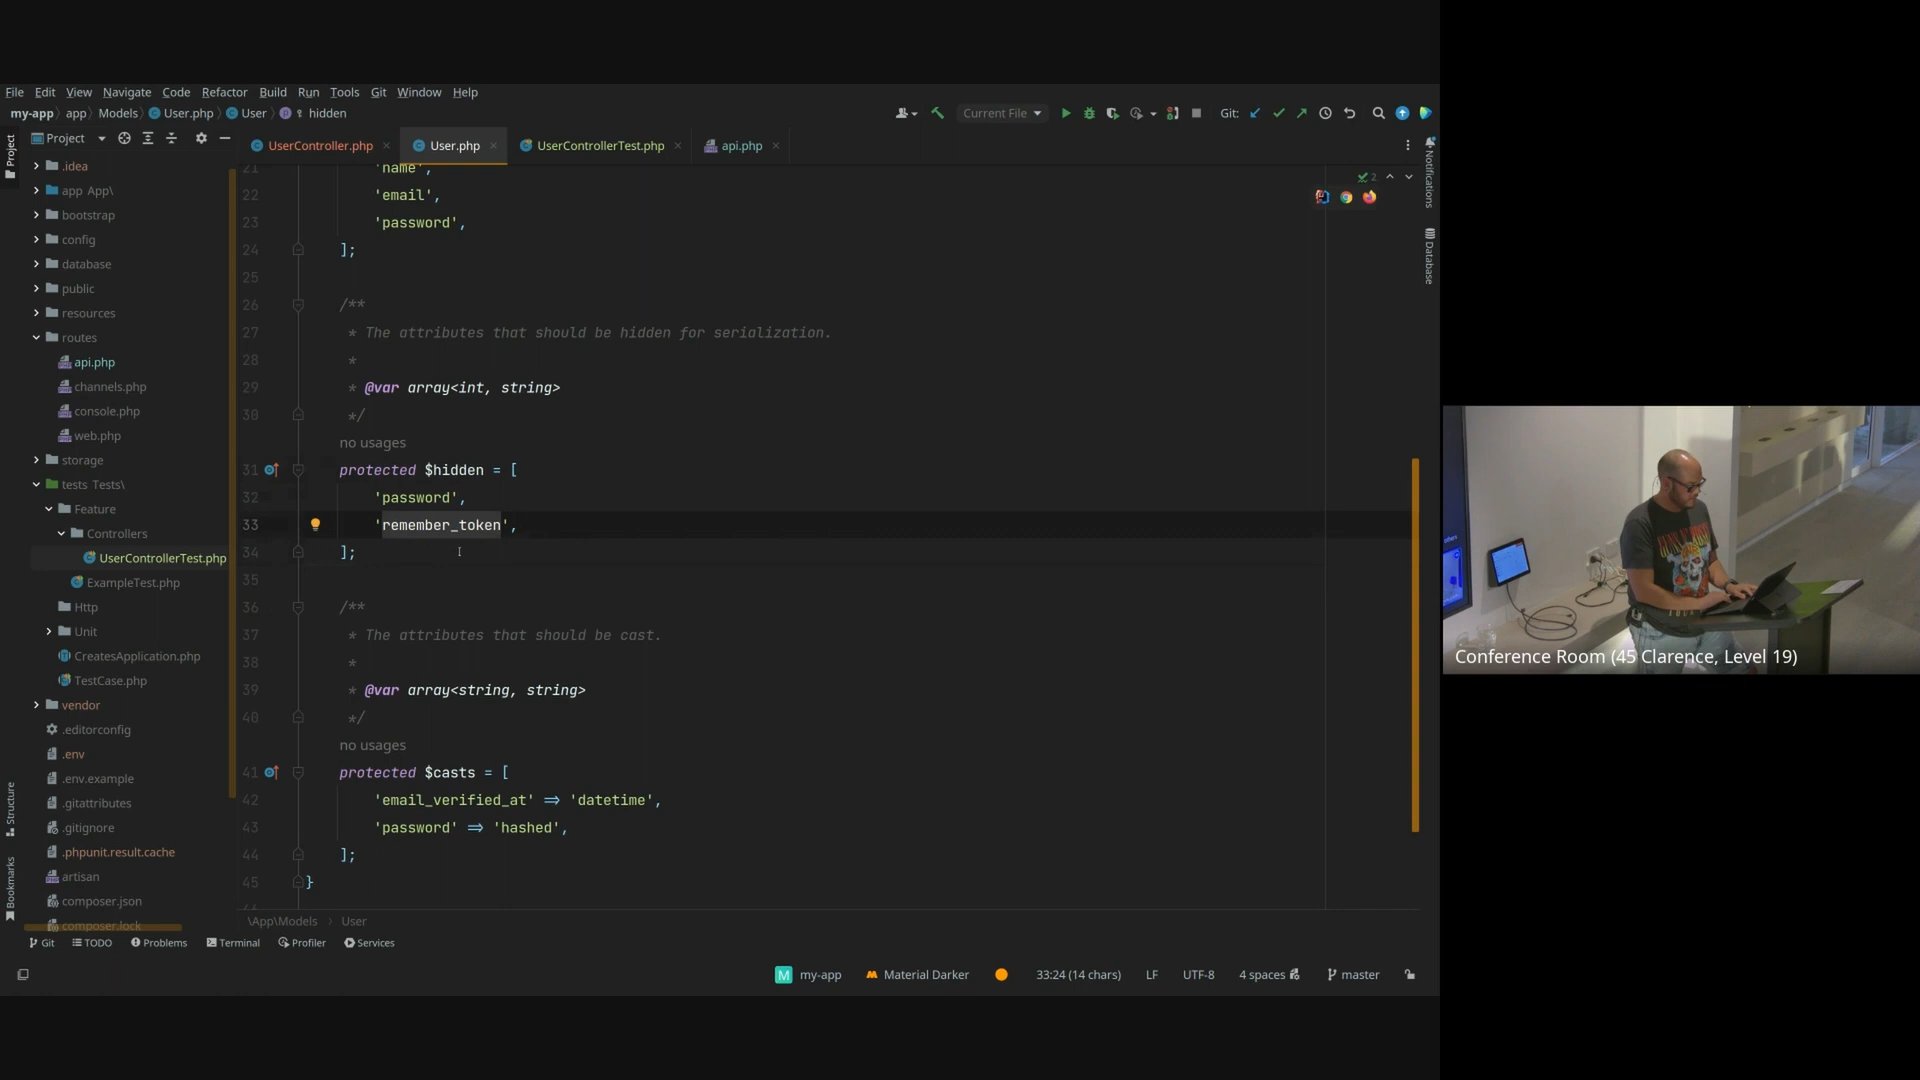 File Edit View Navigate Code Refactor Build Run Tools Git Window Help
my-app app Models User.php User hidden
Current File
Git:
Project
UserController.php
User.php
UserControllerTest.php
api.php
Project
Notifications
Database
Structure
Bookmarks
.idea
app App\
bootstrap
config
database
public
resources
routes
api.php
channels.php
console.php
web.php
storage
tests Tests\
Feature
Controllers
UserControllerTest.php
ExampleTest.php
Http
Unit
CreatesApplication.php
TestCase.php
vendor
.editorconfig
.env
.env.example
.gitattributes
.gitignore
.phpunit.result.cache
artisan
composer.json
composer.lock
2
21 'name',
22 'email',
23 'password',
24 ];
25
26 /**
27 * The attributes that should be hidden for serialization.
28 *
29 * @var array<int, string>
30 */
no usages
31 protected $hidden = [
32 'password',
33 'remember_token',
34 ];
35
36 /**
37 * The attributes that should be cast.
38 *
39 * @var array<string, string>
40 */
no usages
41 protected $casts = [
42 'email_verified_at' => 'datetime',
43 'password' => 'hashed',
44 ];
45 }
\App\Models User
Git TODO Problems Terminal Profiler Services
M my-app Material Darker 33:24 (14 chars) LF UTF-8 4 spaces master
Conference Room (45 Clarence, Level 19)